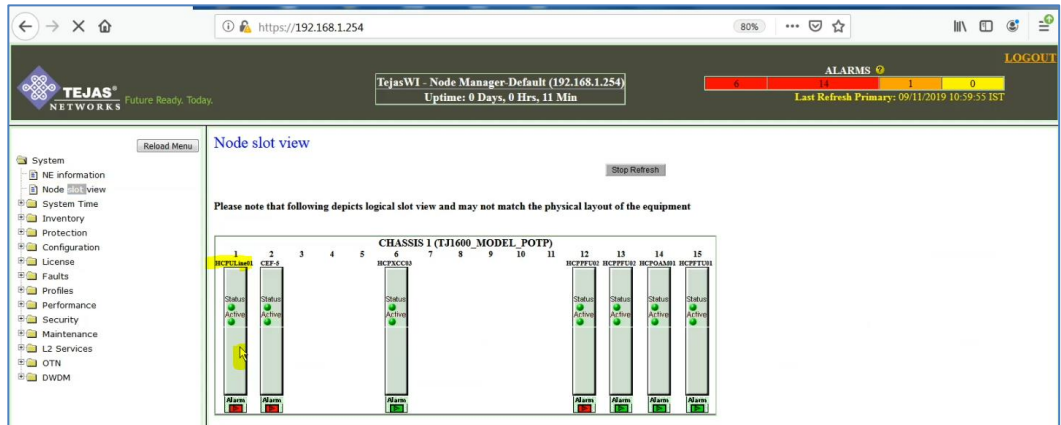 https://192.168.1.254
80%
LOGOUT
TEJAS®
NETWORKS
Future Ready. Today.
TejasWI - Node Manager-Default (192.168.1.254)
Uptime: 0 Days, 0 Hrs, 11 Min
ALARMS
6 14 1 0
Last Refresh Primary: 09/11/2019 10:59:55 IST
Reload Menu
System
NE information
Node slot view
System Time
Inventory
Protection
Configuration
License
Faults
Profiles
Performance
Security
Maintenance
L2 Services
OTN
DWDM
Node slot view
Stop Refresh
Please note that following depicts logical slot view and may not match the physical layout of the equipment
CHASSIS 1 (TJ1600_MODEL_POTP)
1 2 3 4 5 6 7 8 9 10 11 12 13 14 15
HCPULine01 CEF-5 HCPXCC03 HCPPFU02 HCPPFU02 HCPOAM01 HCPFTU01
Status Status Status Status Status Status Status
Active Active Active Active Active Active Active
Alarm Alarm Alarm Alarm Alarm Alarm Alarm